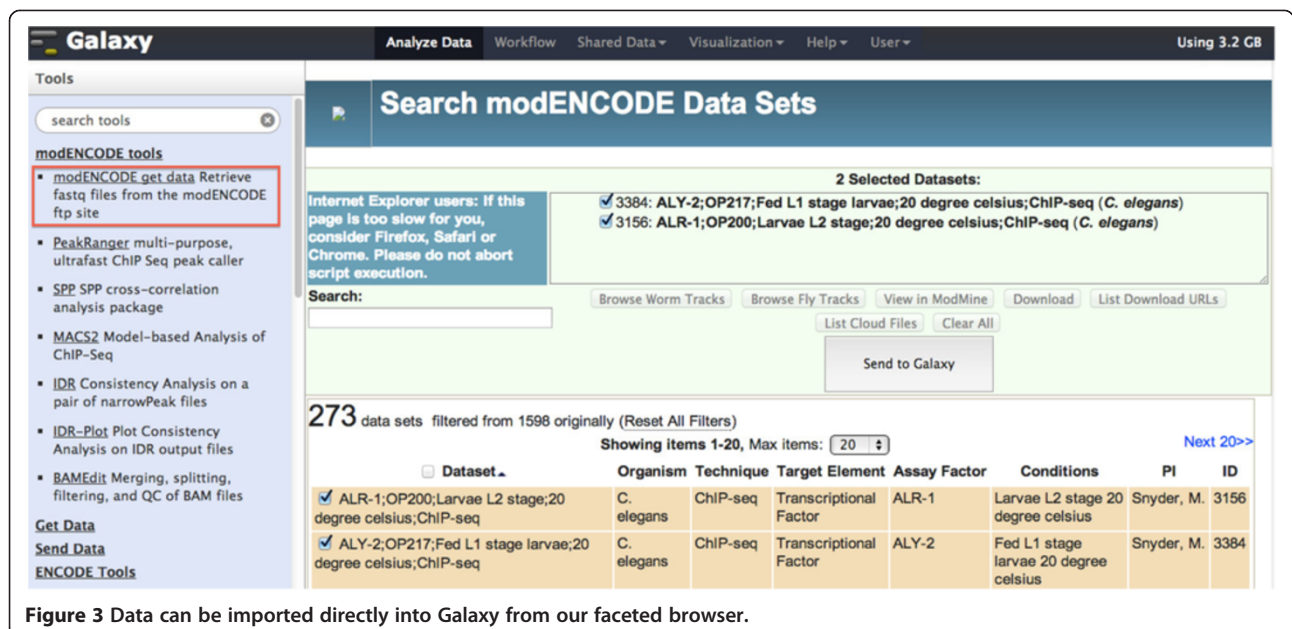 Galaxy
Analyze Data Workflow Shared Data Visualization Help User
Using 3.2 GB
Tools
search tools
modENCODE tools
modENCODE get data Retrieve
fastq files from the modENCODE
ftp site
PeakRanger multi-purpose,
ultrafast ChIP Seq peak caller
SPP SPP cross-correlation
analysis package
MACS2 Model-based Analysis of
ChIP-Seq
IDR Consistency Analysis on a
pair of narrowPeak files
IDR-Plot Plot Consistency
Analysis on IDR output files
BAMEdit Merging, splitting,
filtering, and QC of BAM files
Get Data
Send Data
ENCODE Tools
Search modENCODE Data Sets
Internet Explorer users: If this
page is too slow for you,
consider Firefox, Safari or
Chrome. Please do not abort
script execution.
2 Selected Datasets:
3384: ALY-2;OP217;Fed L1 stage larvae;20 degree celsius;ChIP-seq (C. elegans)
3156: ALR-1;OP200;Larvae L2 stage;20 degree celsius;ChIP-seq (C. elegans)
Search:
Browse Worm Tracks Browse Fly Tracks View in ModMine Download List Download URLs
List Cloud Files Clear All
Send to Galaxy
273 data sets filtered from 1598 originally (Reset All Filters)
Showing items 1-20, Max items: 20
Next 20>>
Dataset Organism Technique Target Element Assay Factor Conditions PI ID
ALR-1;OP200;Larvae L2 stage;20 C. ChIP-seq Transcriptional ALR-1 Larvae L2 stage 20 Snyder, M. 3156
degree celsius;ChIP-seq elegans Factor degree celsius
ALY-2;OP217;Fed L1 stage larvae;20 C. ChIP-seq Transcriptional ALY-2 Fed L1 stage Snyder, M. 3384
degree celsius;ChIP-seq elegans Factor larvae 20 degree
celsius
Figure 3 Data can be imported directly into Galaxy from our faceted browser.